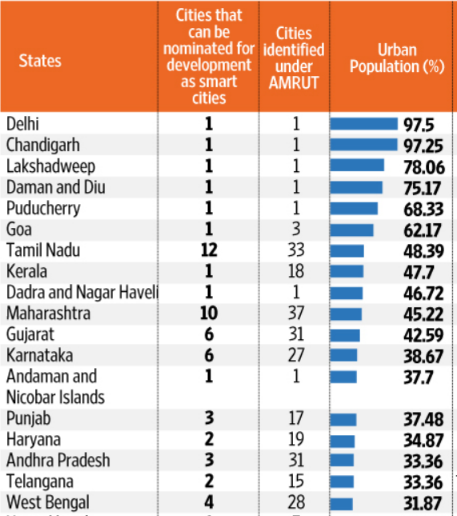 States
Cities that
can be
nominated for
development
as smart
cities
Cities
identified
under
AMRUT
Urban
Population (%)
Delhi 1 1 97.5
Chandigarh 1 1 97.25
Lakshadweep 1 1 78.06
Daman and Diu 1 1 75.17
Puducherry 1 1 68.33
Goa 1 3 62.17
Tamil Nadu 12 33 48.39
Kerala 1 18 47.7
Dadra and Nagar Haveli 1 1 46.72
Maharashtra 10 37 45.22
Gujarat 6 31 42.59
Karnataka 6 27 38.67
Andaman and 1 1 37.7
Nicobar Islands
Punjab 3 17 37.48
Haryana 2 19 34.87
Andhra Pradesh 3 31 33.36
Telangana 2 15 33.36
West Bengal 4 28 31.87